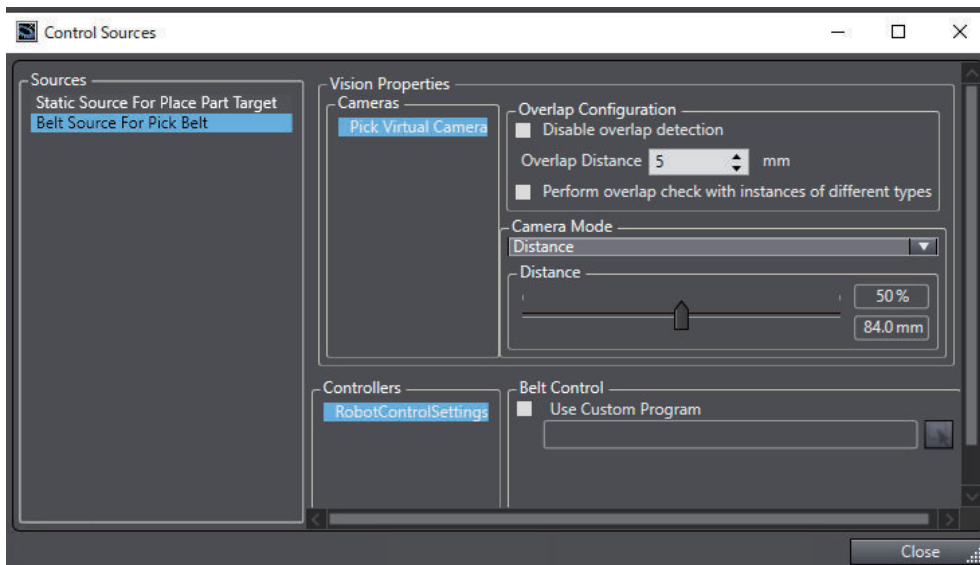 Control Sources
Sources
Static Source For Place Part Target
Belt Source For Pick Belt
Vision Properties
Cameras
Pick Virtual Camera
Overlap Configuration
Disable overlap detection
Overlap Distance 5 mm
Perform overlap check with instances of different types
Camera Mode
Distance
Distance
50 %
84.0 mm
Controllers
RobotControlSettings
Belt Control
Use Custom Program
Close